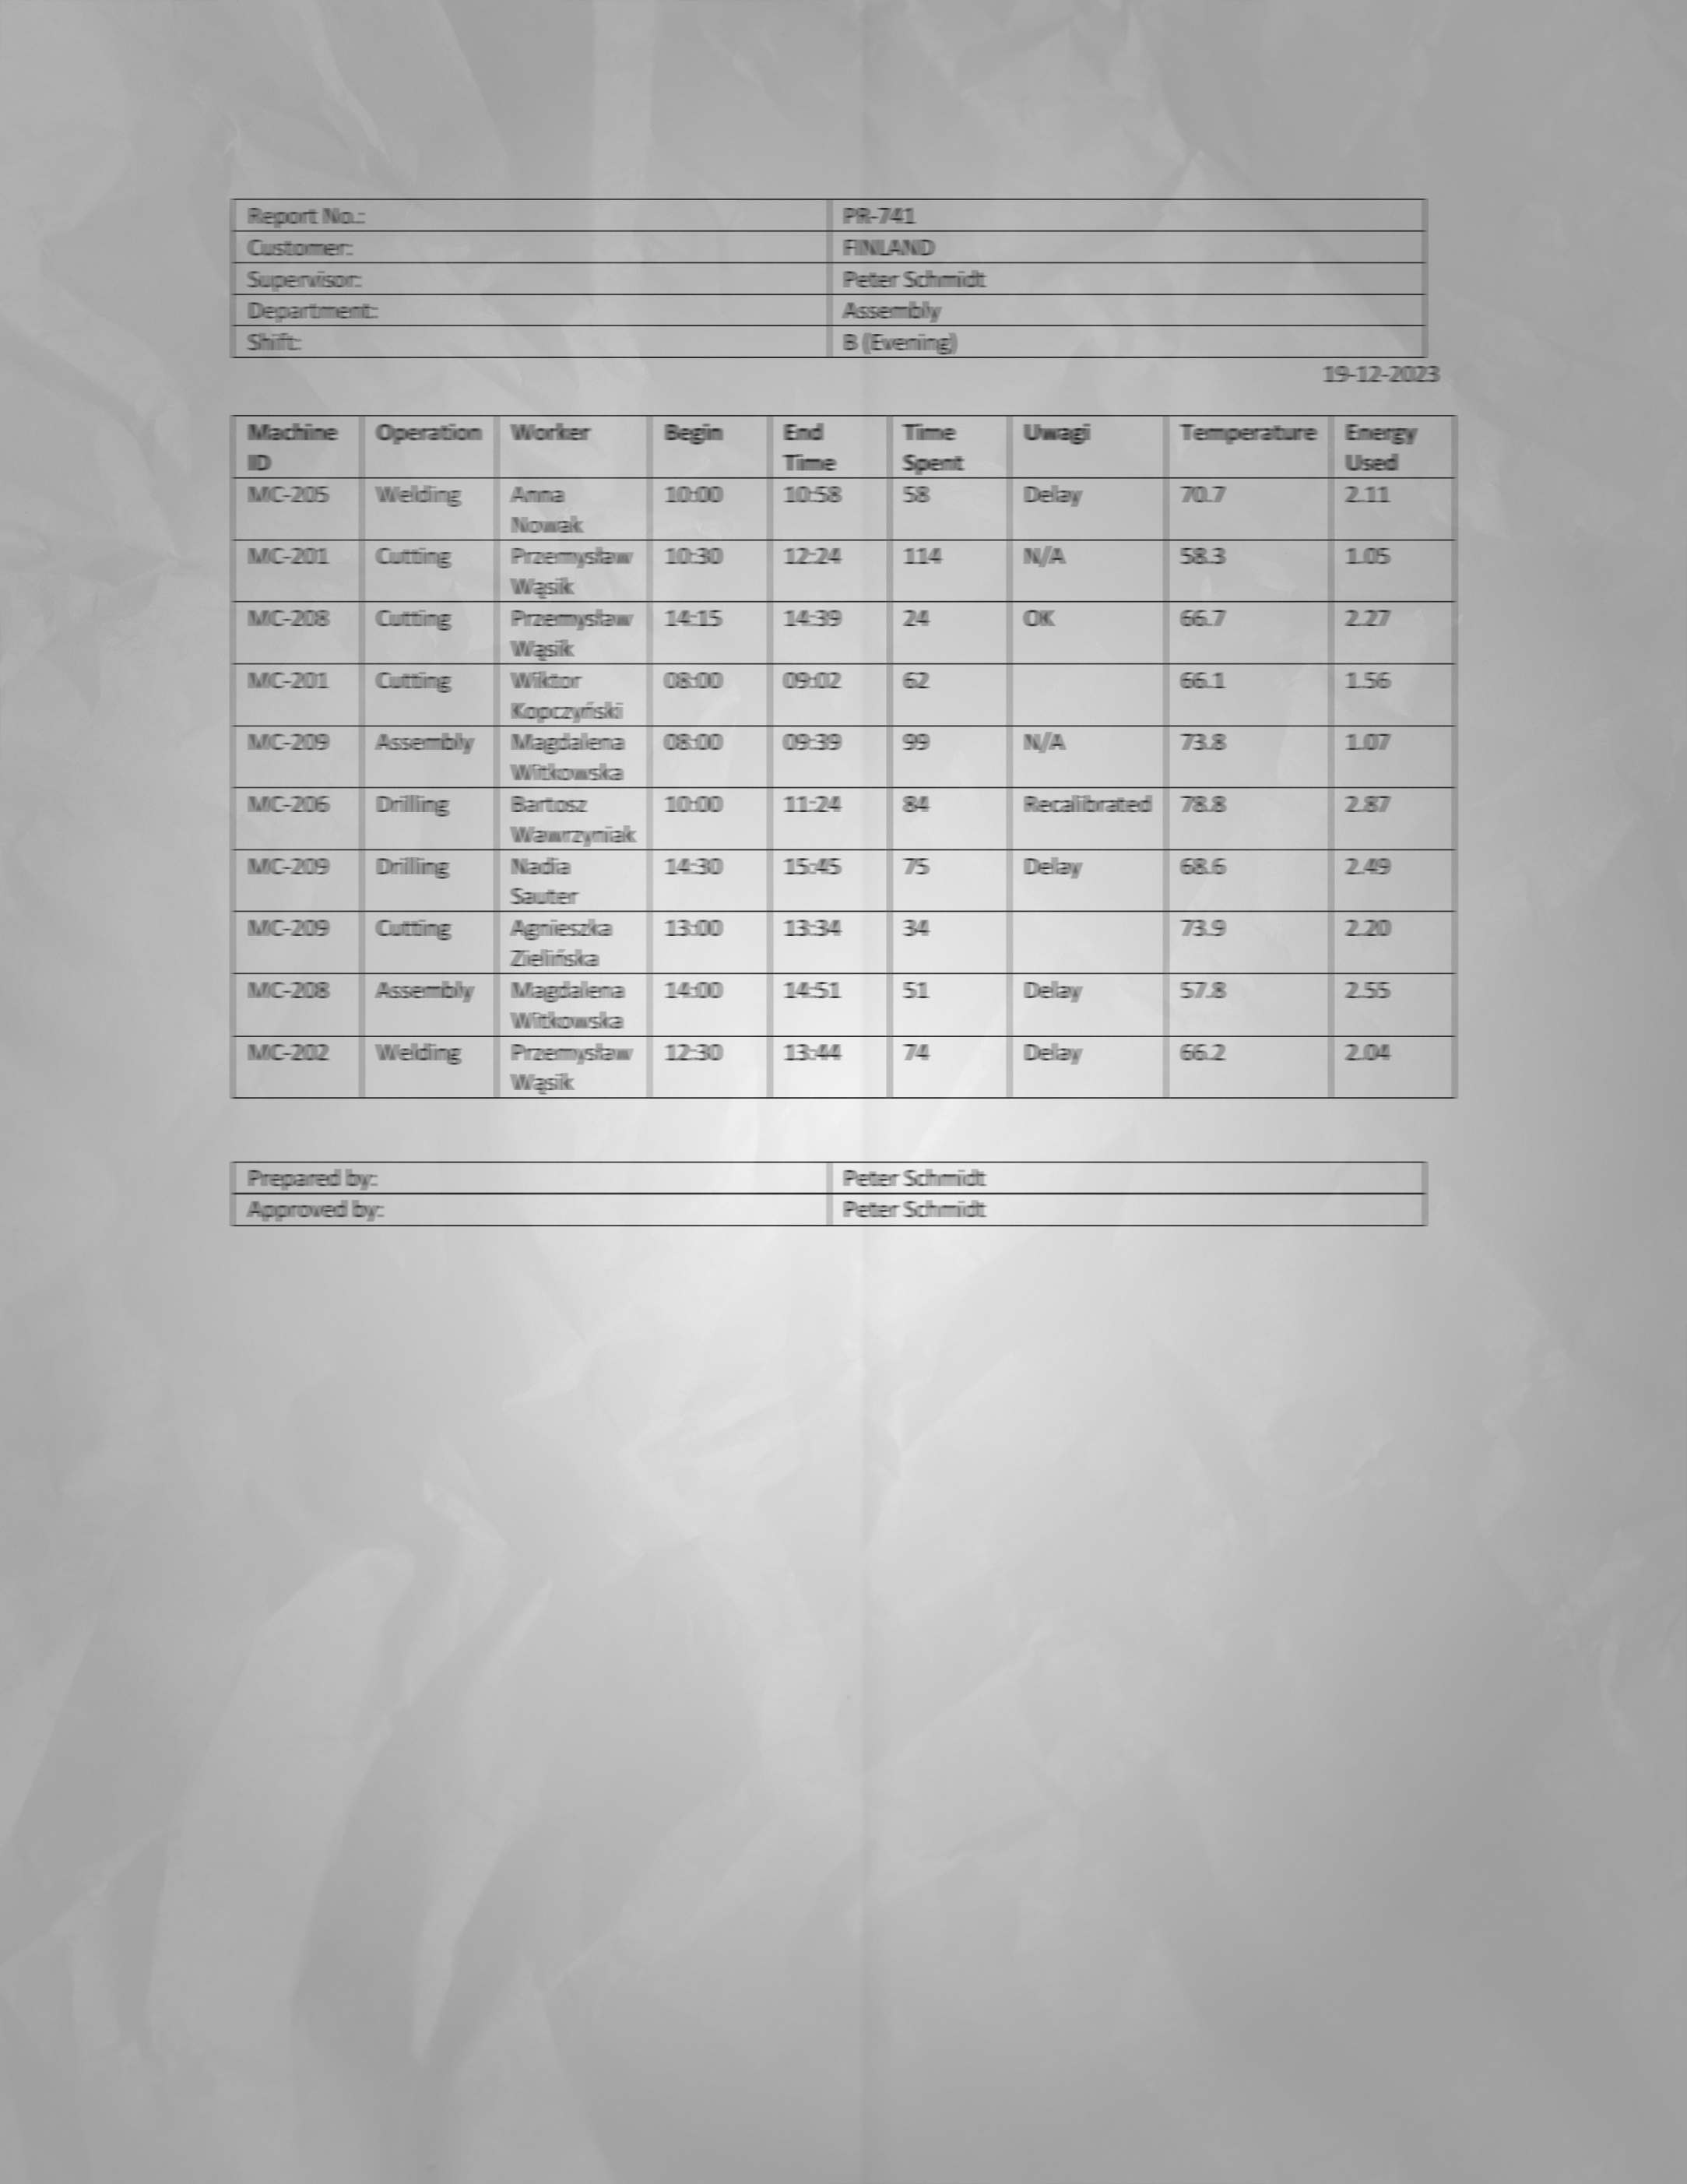 Report No.: PR-741
Customer: FINLAND
Supervisor: Peter Schmidt
Department: Assembly
Shift: B (Evening)
19-12-2023
Machine ID Operation Worker Begin End Time Time Spent Uwagi Temperature Energy Used
MC-205 Welding Anna Nowak 10:00 10:58 58 Delay 70.7 2.11
MC-201 Cutting Przemysław Wąsik 10:30 12:24 114 N/A 58.3 1.05
MC-208 Cutting Przemysław Wąsik 14:15 14:39 24 OK 66.7 2.27
MC-201 Cutting Wiktor Kopczyński 08:00 09:02 62 66.1 1.56
MC-209 Assembly Magdalena Witkowska 08:00 09:39 99 N/A 73.8 1.07
MC-206 Drilling Bartosz Wawrzyniak 10:00 11:24 84 Recalibrated 78.8 2.87
MC-209 Drilling Nadia Sauter 14:30 15:45 75 Delay 68.6 2.49
MC-209 Cutting Agnieszka Zielińska 13:00 13:34 34 73.9 2.20
MC-208 Assembly Magdalena Witkowska 14:00 14:51 51 Delay 57.8 2.55
MC-202 Welding Przemysław Wąsik 12:30 13:44 74 Delay 66.2 2.04
Prepared by: Peter Schmidt
Approved by: Peter Schmidt